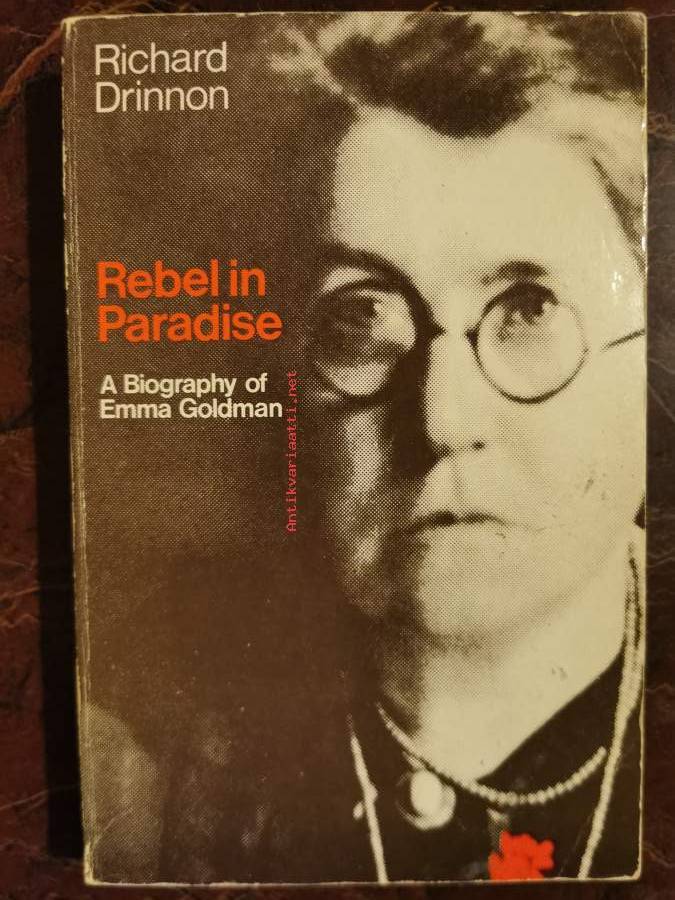 Richard
Drinnon
Rebel in
Paradise
A Biography of
Emma Goldman
Antikvariaatti.net